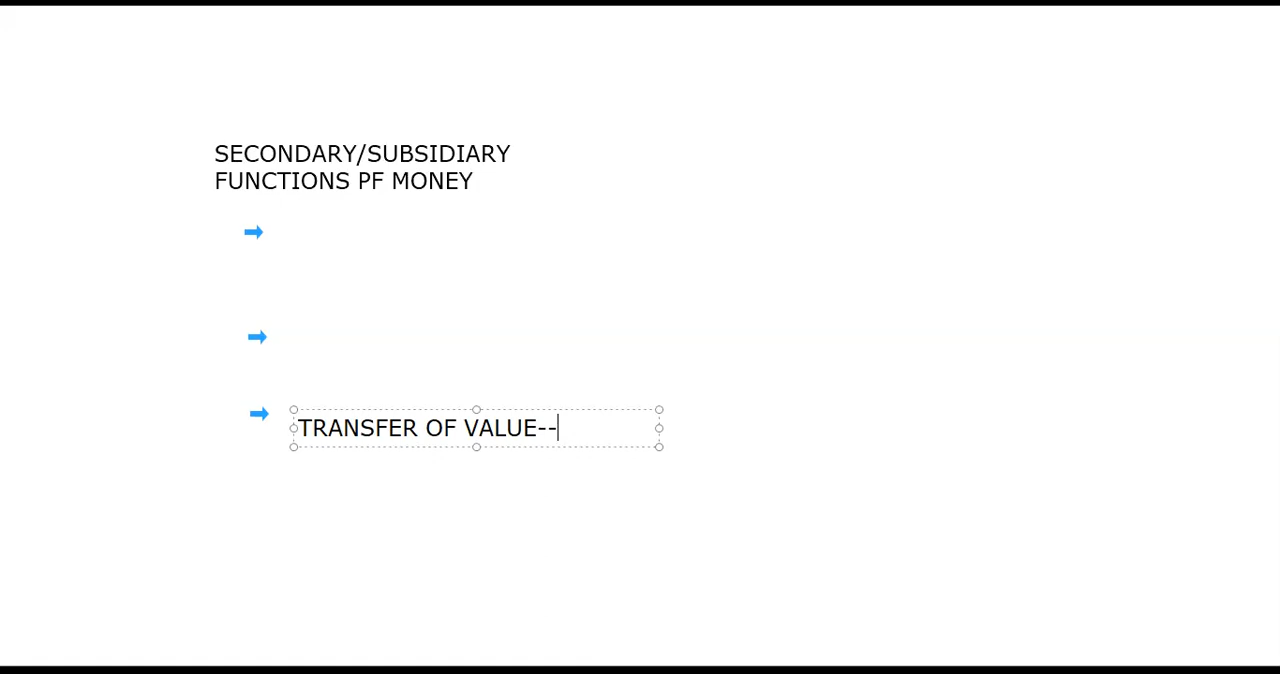 SECONDARY/SUBSIDIARY
FUNCTIONS PF MONEY
TRANSFER OF VALUE--